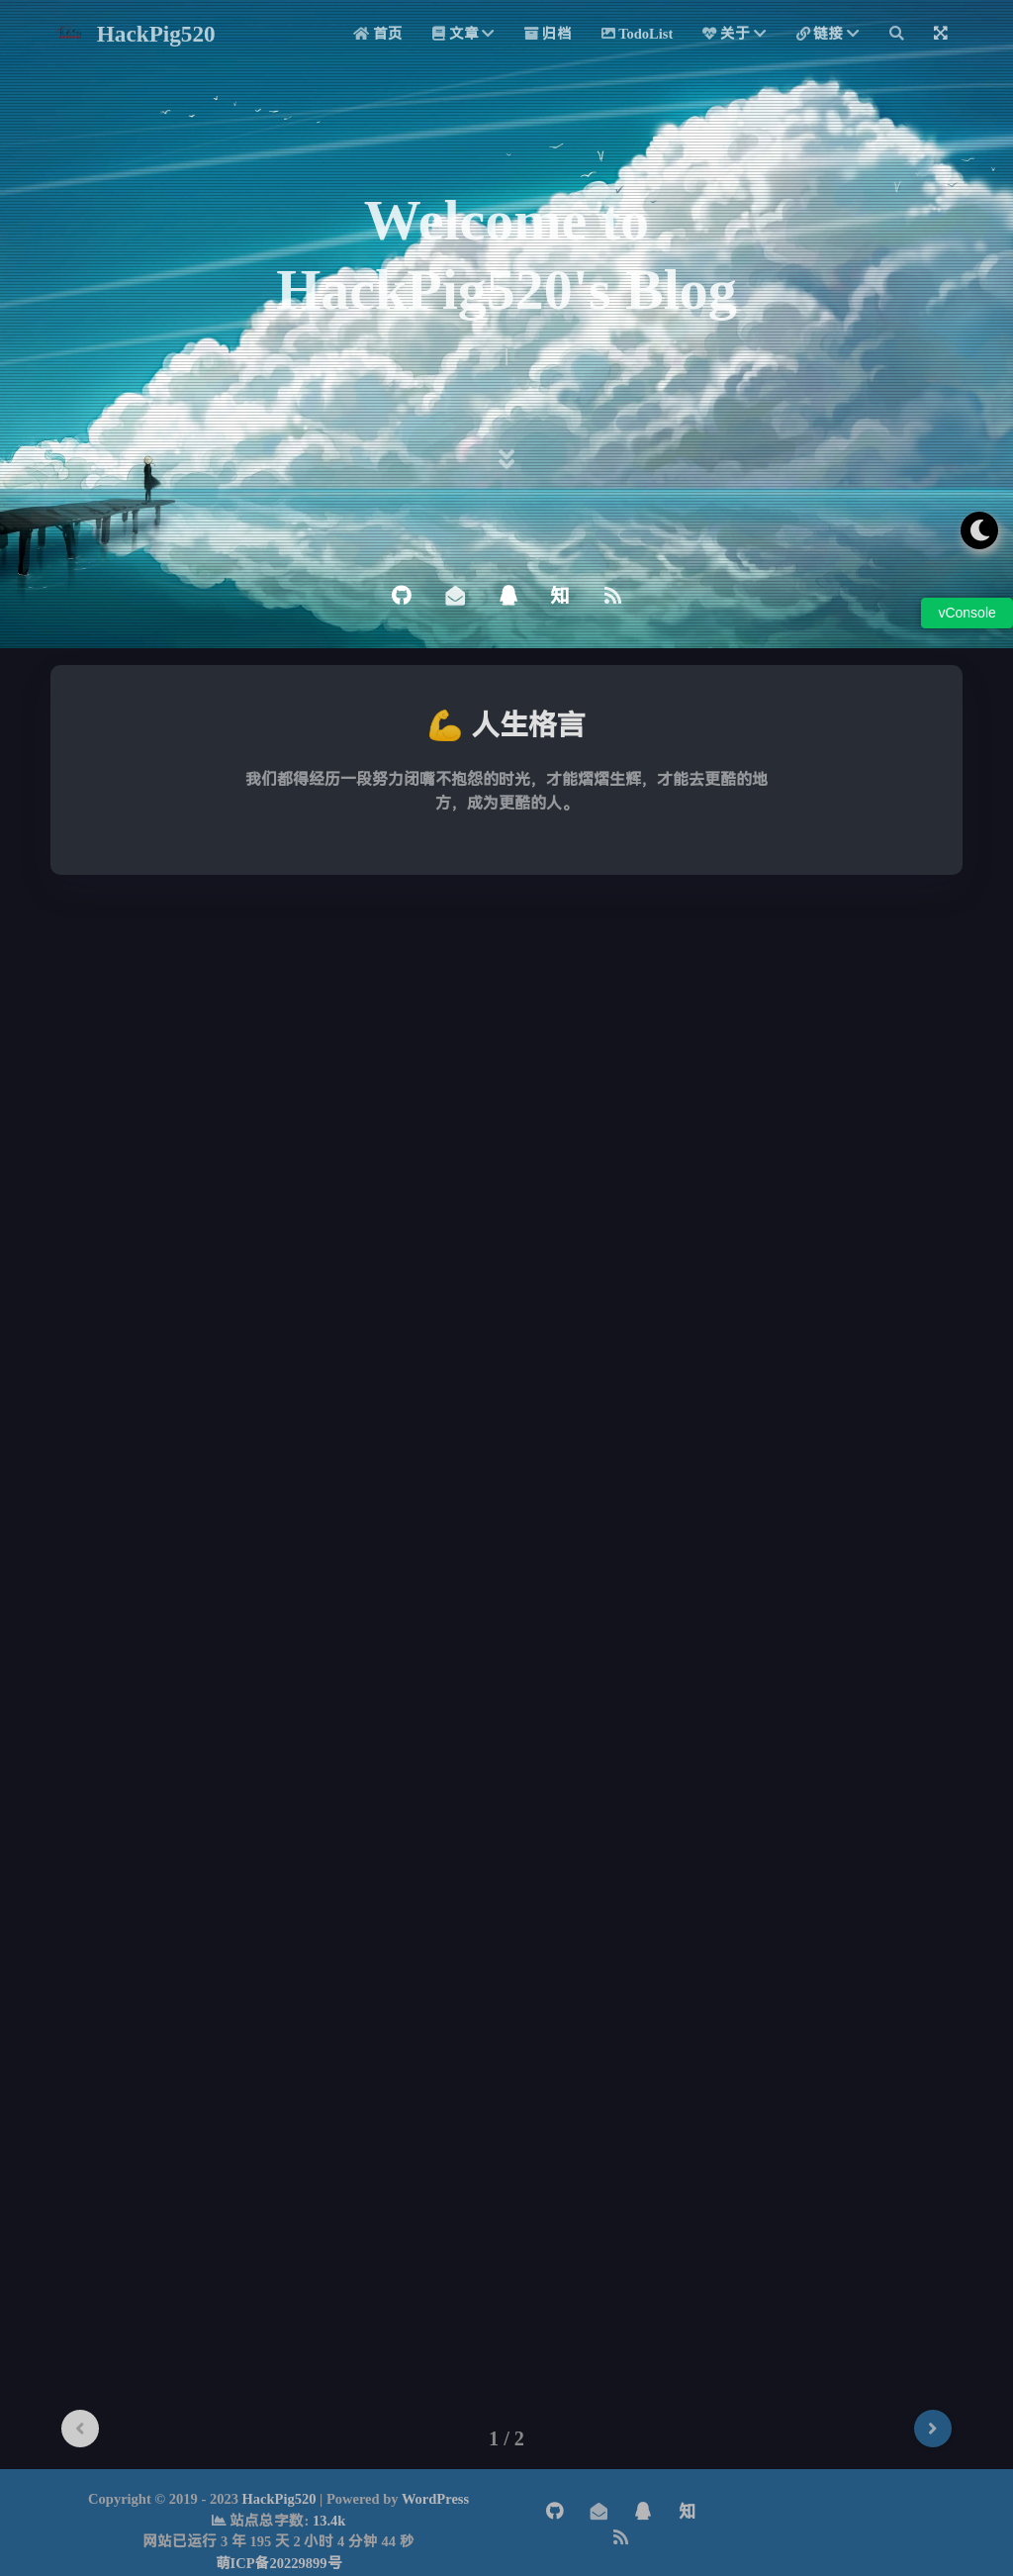 HackPig520 首页 文章 归档 TodoList 关于 链接
Welcome to
HackPig520's Blog
知
vConsole
人生格言
我们都得经历一段努力闭嘴不抱怨的时光，才能熠熠生辉，才能去更酷的地
方，成为更酷的人。
1 / 2
Copyright © 2019 - 2023 HackPig520 | Powered by WordPress
站点总字数: 13.4k
网站已运行 3 年 195 天 2 小时 4 分钟 44 秒
萌ICP备20229899号
知